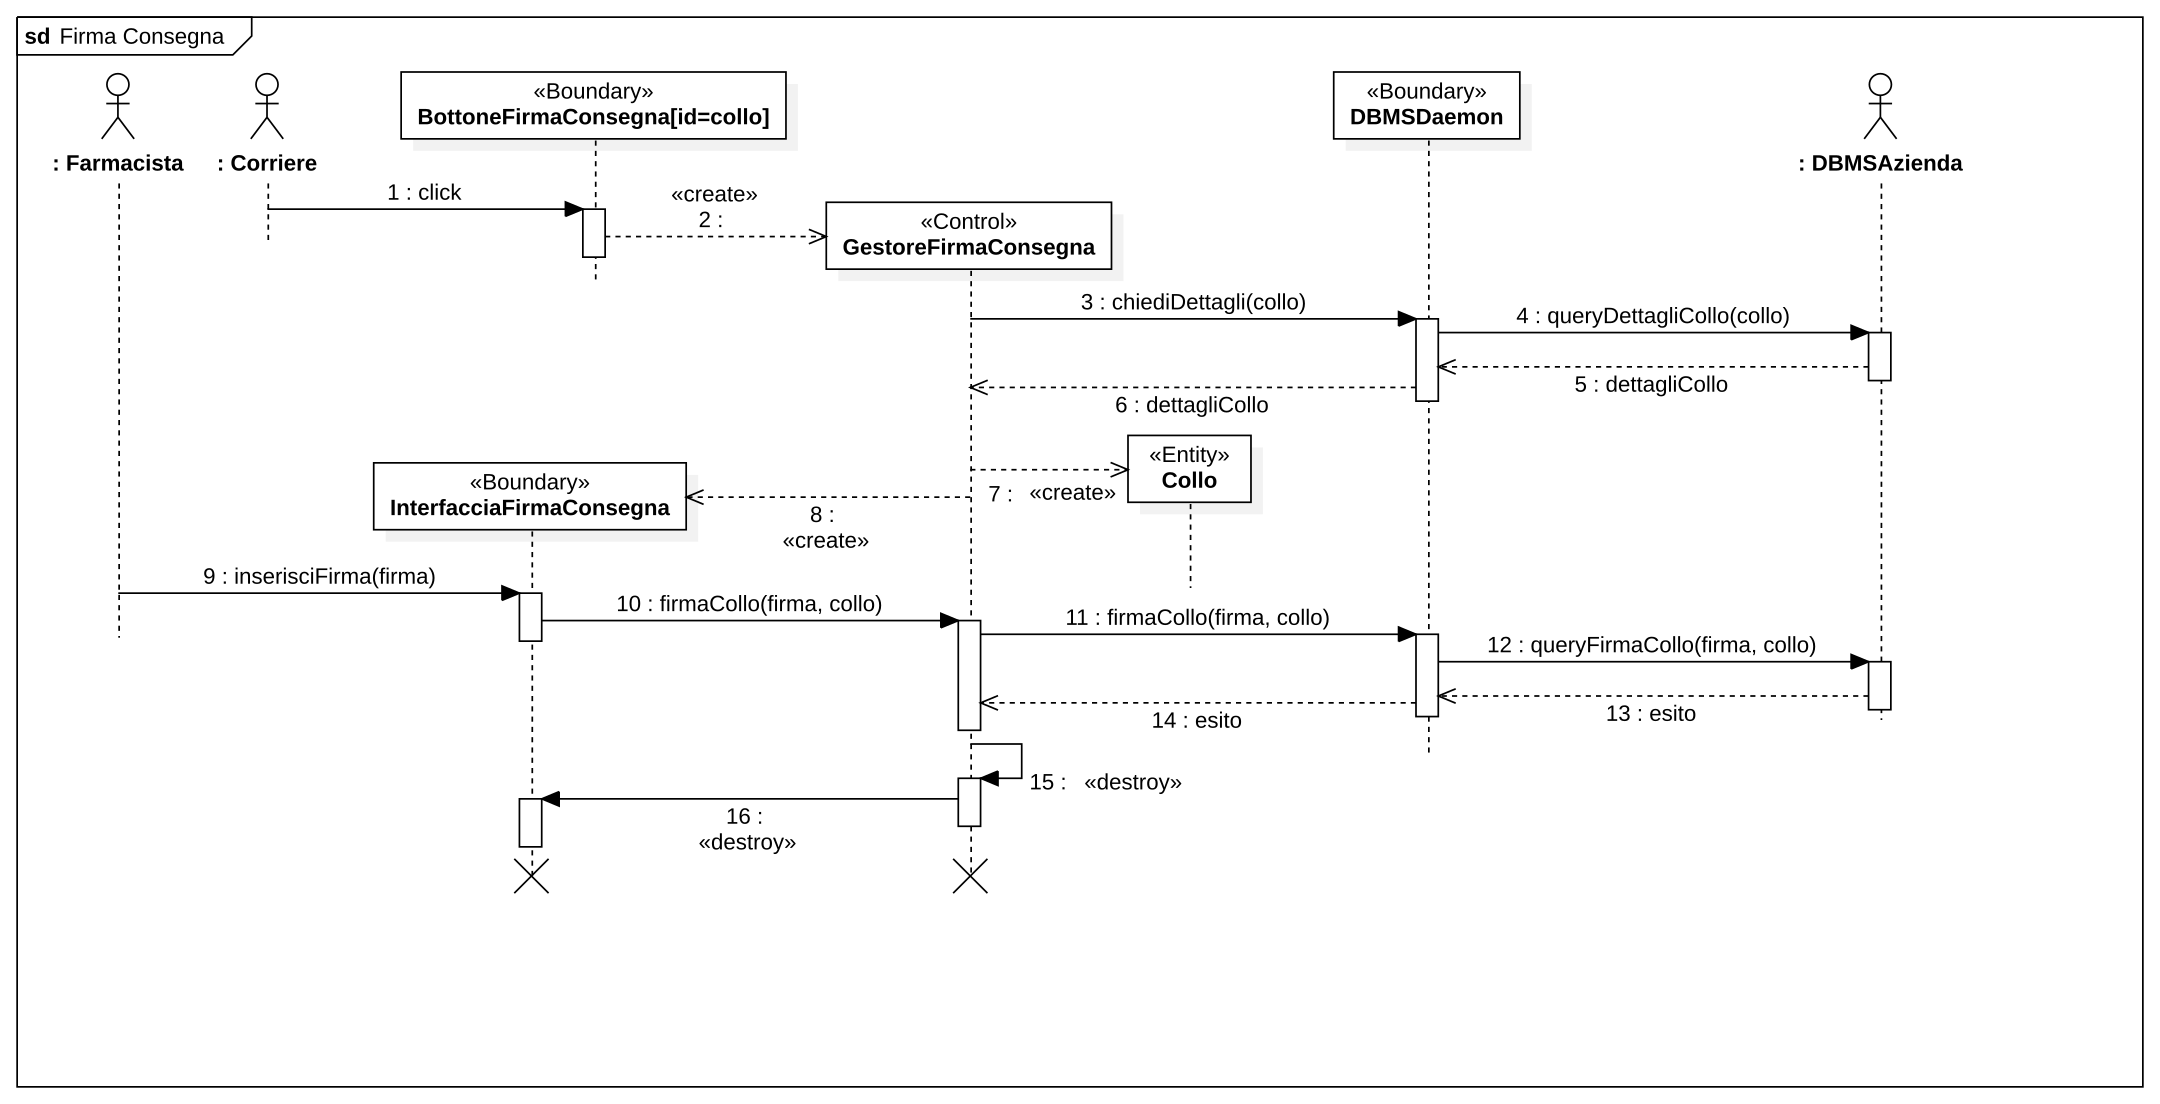 sd Firma Consegna
«Boundary»
BottoneFirmaConsegna[id=collo]
«Boundary»
DBMSDaemon
: Farmacista
: Corriere
: DBMSAzienda
1 : click
«create»
2 :
«Control»
GestoreFirmaConsegna
3 : chiediDettagli(collo)
4 : queryDettagliCollo(collo)
5 : dettagliCollo
6 : dettagliCollo
«Entity»
Collo
7 : «create»
«Boundary»
InterfacciaFirmaConsegna
8 :
«create»
9 : inserisciFirma(firma)
10 : firmaCollo(firma, collo)
11 : firmaCollo(firma, collo)
12 : queryFirmaCollo(firma, collo)
13 : esito
14 : esito
15 : «destroy»
16 :
«destroy»